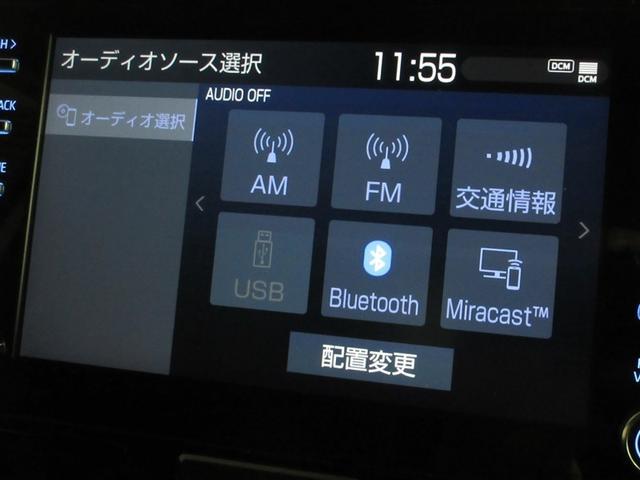 オーディオソース選択
11:55
DCM
DCM
オーディオ選択
AUDIO OFF
AM
FM
交通情報
USB
Bluetooth
Miracast™
配置変更